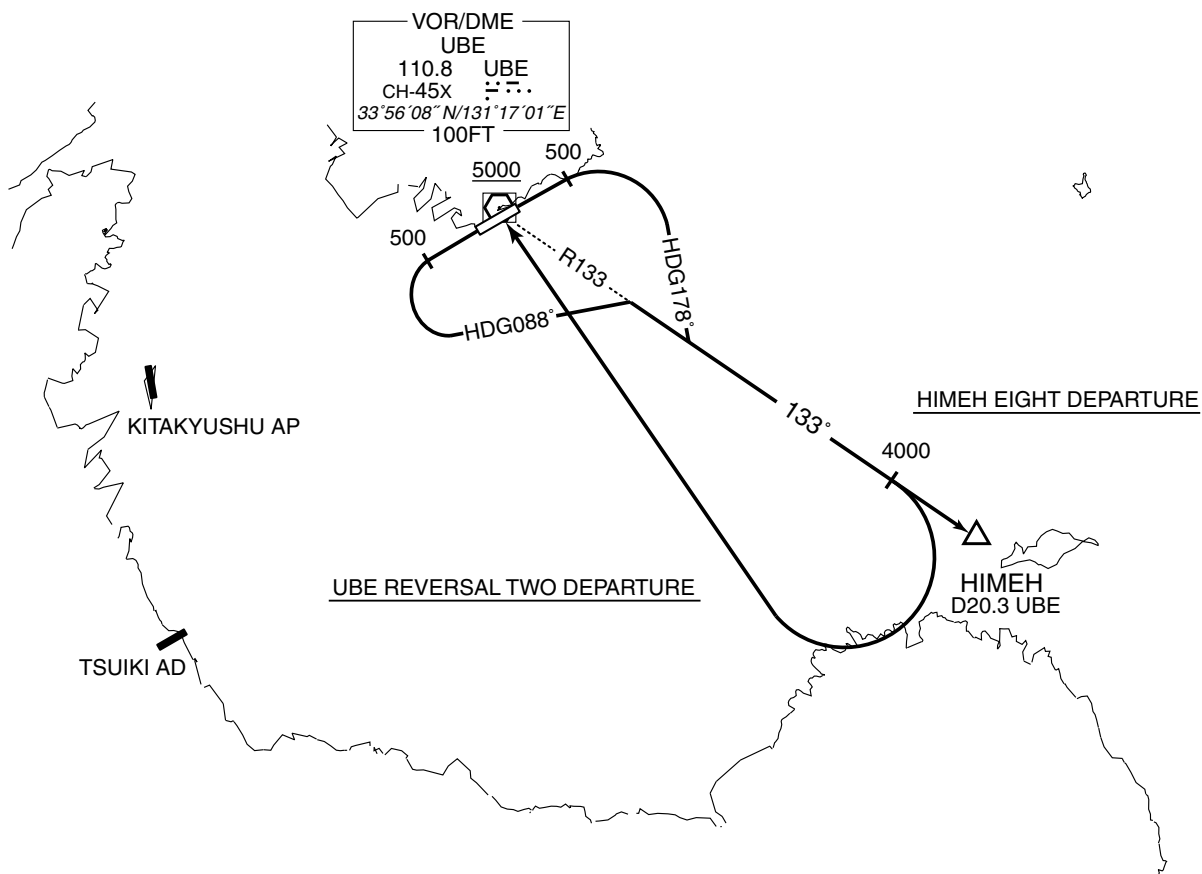 VOR/DME
UBE
110.8 UBE
CH-45X
33°56´08˝ N/131°17´01˝E
100FT
5000
500
500
R133
HDG178°
HDG088°
133°
4000
HIMEH EIGHT DEPARTURE
KITAKYUSHU AP
UBE REVERSAL TWO DEPARTURE
HIMEH
D20.3 UBE
TSUIKI AD